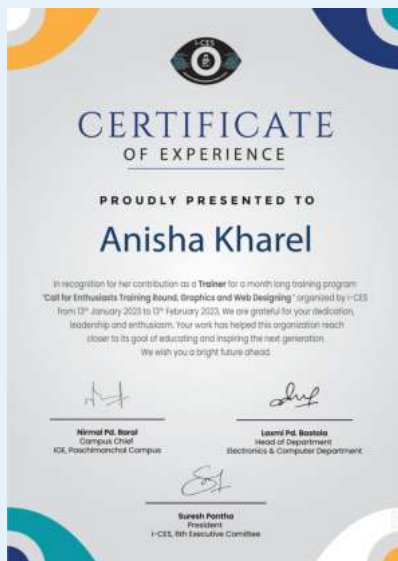 i-CES
CERTIFICATE
OF EXPERIENCE
PROUDLY PRESENTED TO
Anisha Kharel
In recognition for her contribution as a Trainer for a month long training program
"Call for Enthusiasts Training Round, Graphics and Web Designing " organized by i-CES
from 13th January 2023 to 13th February 2023, We are grateful for your dedication,
leadership and enthusiasm. Your work has helped this organization reach
closer to its goal of educating and inspiring the next generation.
We wish you a bright future ahead.
Nirmal Pd. Baral
Campus Chief
IOE, Paschimanchal Campus
Laxmi Pd. Bastola
Head of Department
Electronics & Computer Department
Suresh Pantha
President
I-CES, 6th Executive Comittee